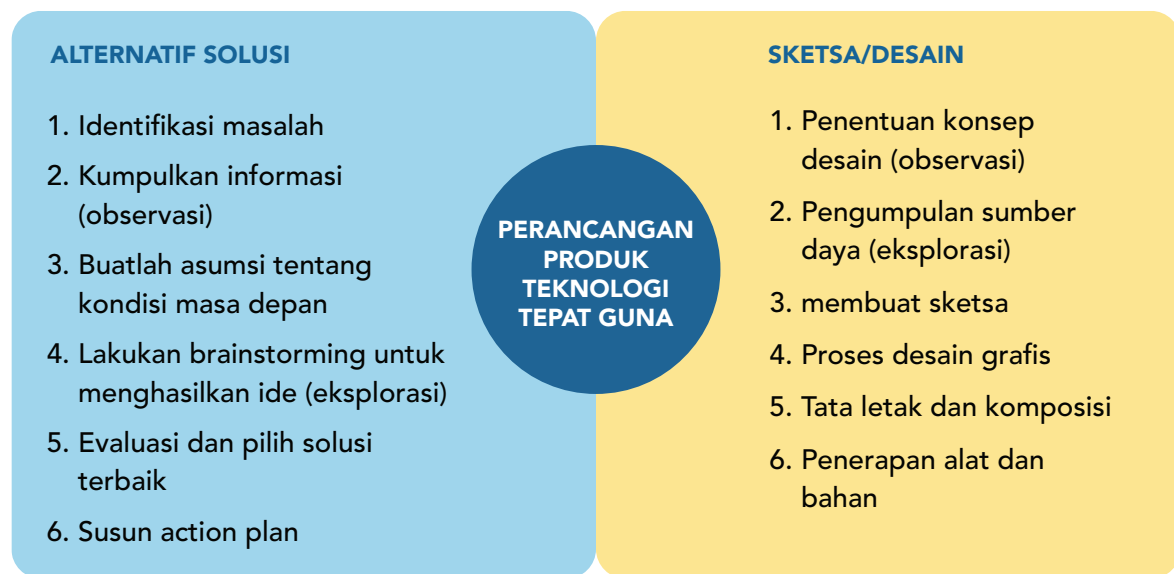 ALTERNATIF SOLUSI
1. Identifikasi masalah
2. Kumpulkan informasi
(observasi)
3. Buatlah asumsi tentang
kondisi masa depan
4. Lakukan brainstorming untuk
menghasilkan ide (eksplorasi)
5. Evaluasi dan pilih solusi
terbaik
6. Susun action plan
PERANCANGAN
PRODUK
TEKNOLOGI
TEPAT GUNA
SKETSA/DESAIN
1. Penentuan konsep
desain (observasi)
2. Pengumpulan sumber
daya (eksplorasi)
3. membuat sketsa
4. Proses desain grafis
5. Tata letak dan komposisi
6. Penerapan alat dan
bahan